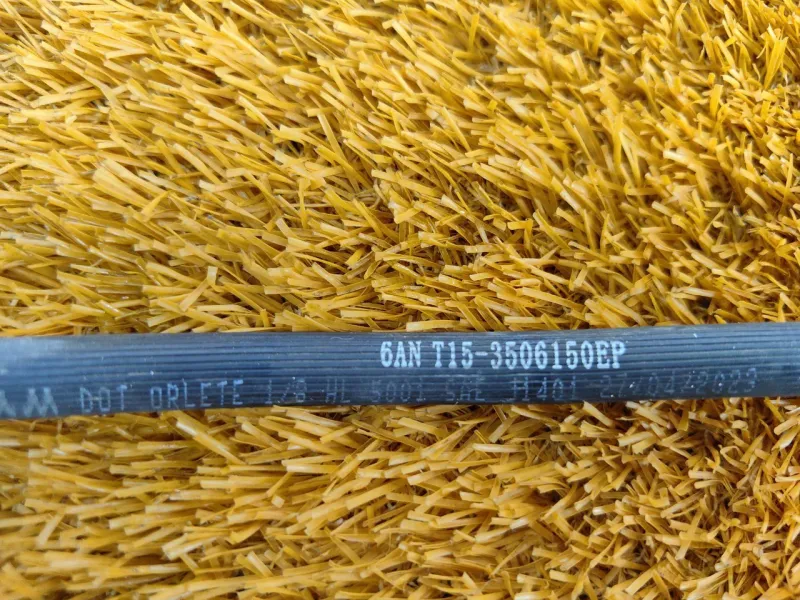 6AN T15-3506150EP
DOT ORLETE 1/8 HL 5001 SAE J1401